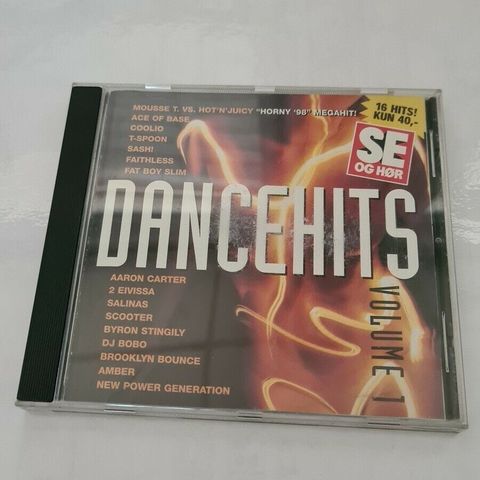 MOUSSE T. VS. HOT'N'JUICY "HORNY '98" MEGAHIT!
ACE OF BASE
COOLIO
T-SPOON
SASH!
FAITHLESS
FAT BOY SLIM
16 HITS!
KUN 40,-
SE
OG HØR
DANCEHITS
VOLUME 1
AARON CARTER
2 EIVISSA
SALINAS
SCOOTER
BYRON STINGILY
DJ BOBO
BROOKLYN BOUNCE
AMBER
NEW POWER GENERATION